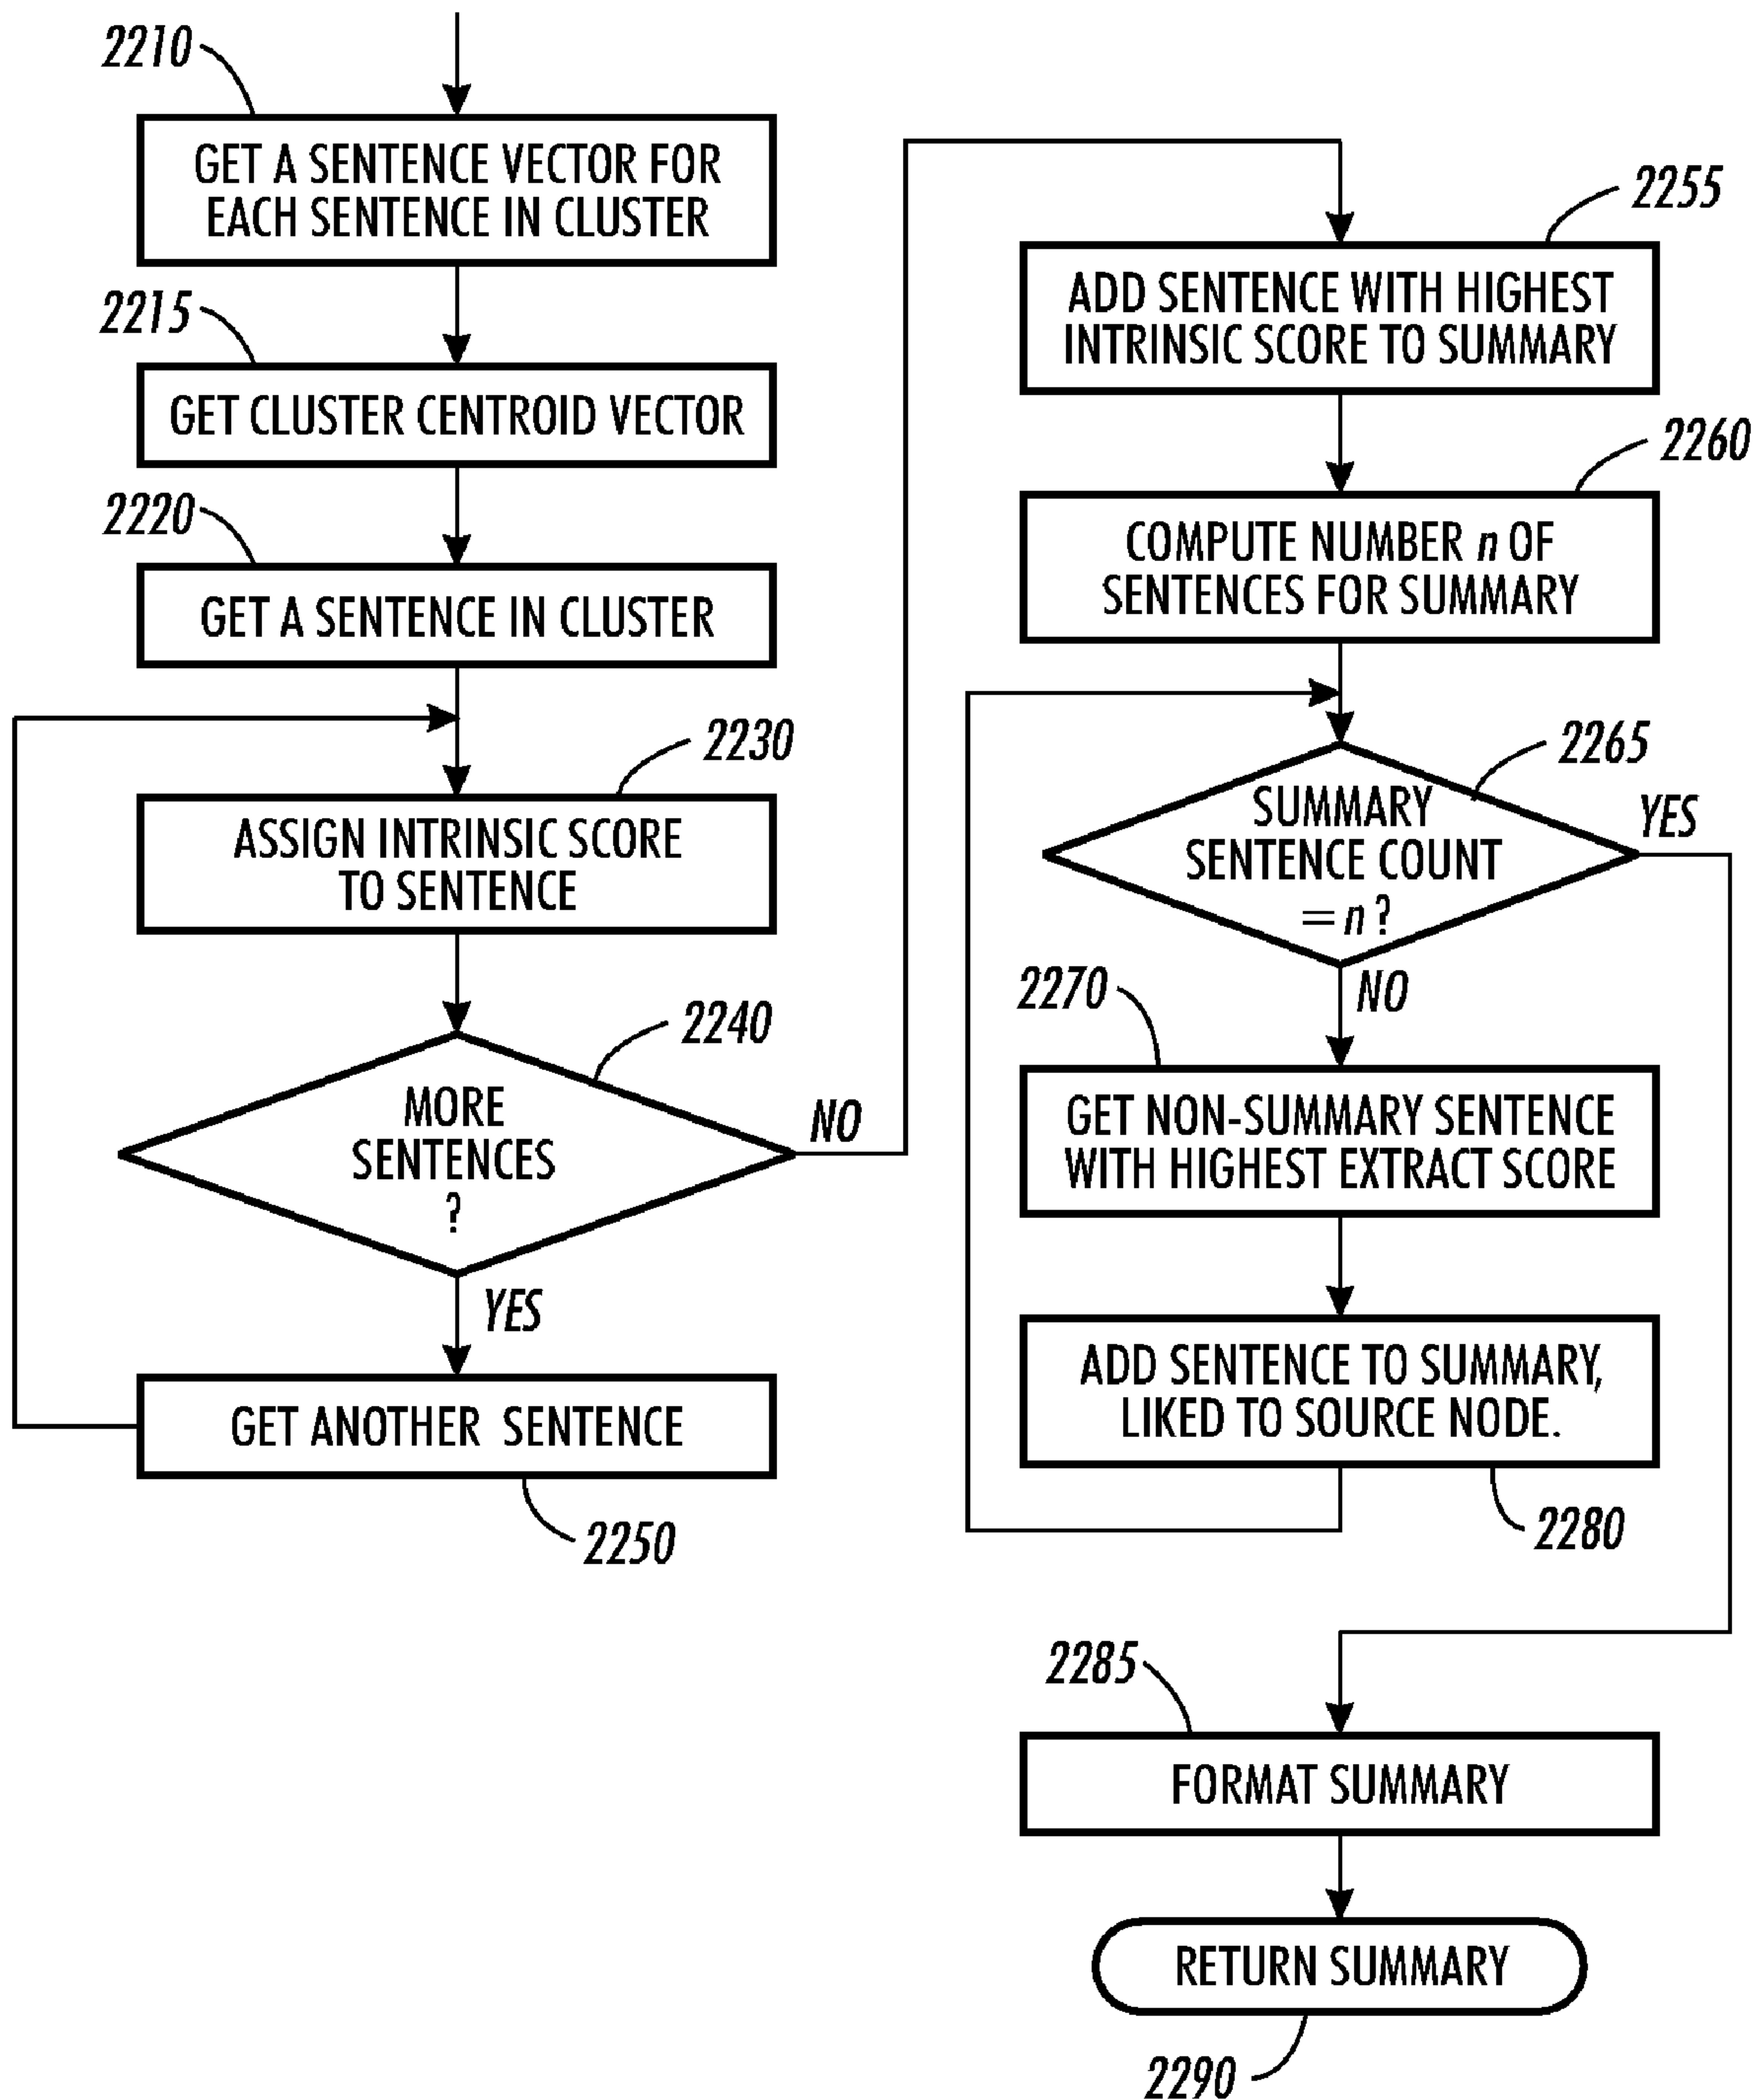 2210
GET A SENTENCE VECTOR FOR
EACH SENTENCE IN CLUSTER
2215
GET CLUSTER CENTROID VECTOR
2220
GET A SENTENCE IN CLUSTER
2230
ASSIGN INTRINSIC SCORE
TO SENTENCE
2240
MORE
SENTENCES
?
NO
YES
GET ANOTHER SENTENCE
2250
2255
ADD SENTENCE WITH HIGHEST
INTRINSIC SCORE TO SUMMARY
2260
COMPUTE NUMBER n OF
SENTENCES FOR SUMMARY
2265
SUMMARY
SENTENCE COUNT
= n ?
YES
NO
2270
GET NON-SUMMARY SENTENCE
WITH HIGHEST EXTRACT SCORE
ADD SENTENCE TO SUMMARY,
LIKED TO SOURCE NODE.
2280
2285
FORMAT SUMMARY
RETURN SUMMARY
2290